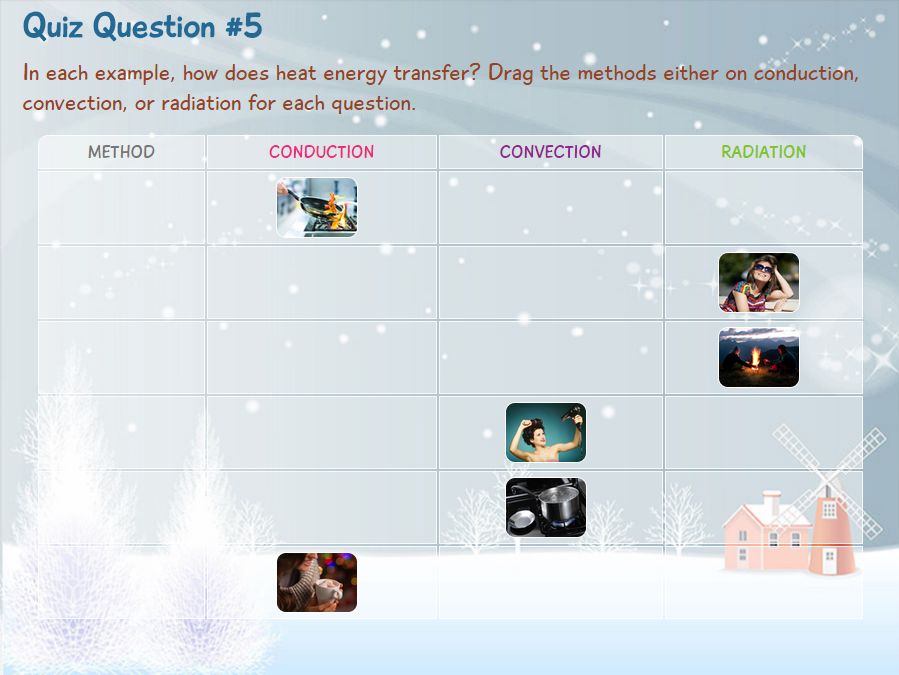 Quiz Question #5
In each example, how does heat energy transfer? Drag the methods either on conduction,
convection, or radiation for each question.
METHOD CONDUCTION CONVECTION RADIATION